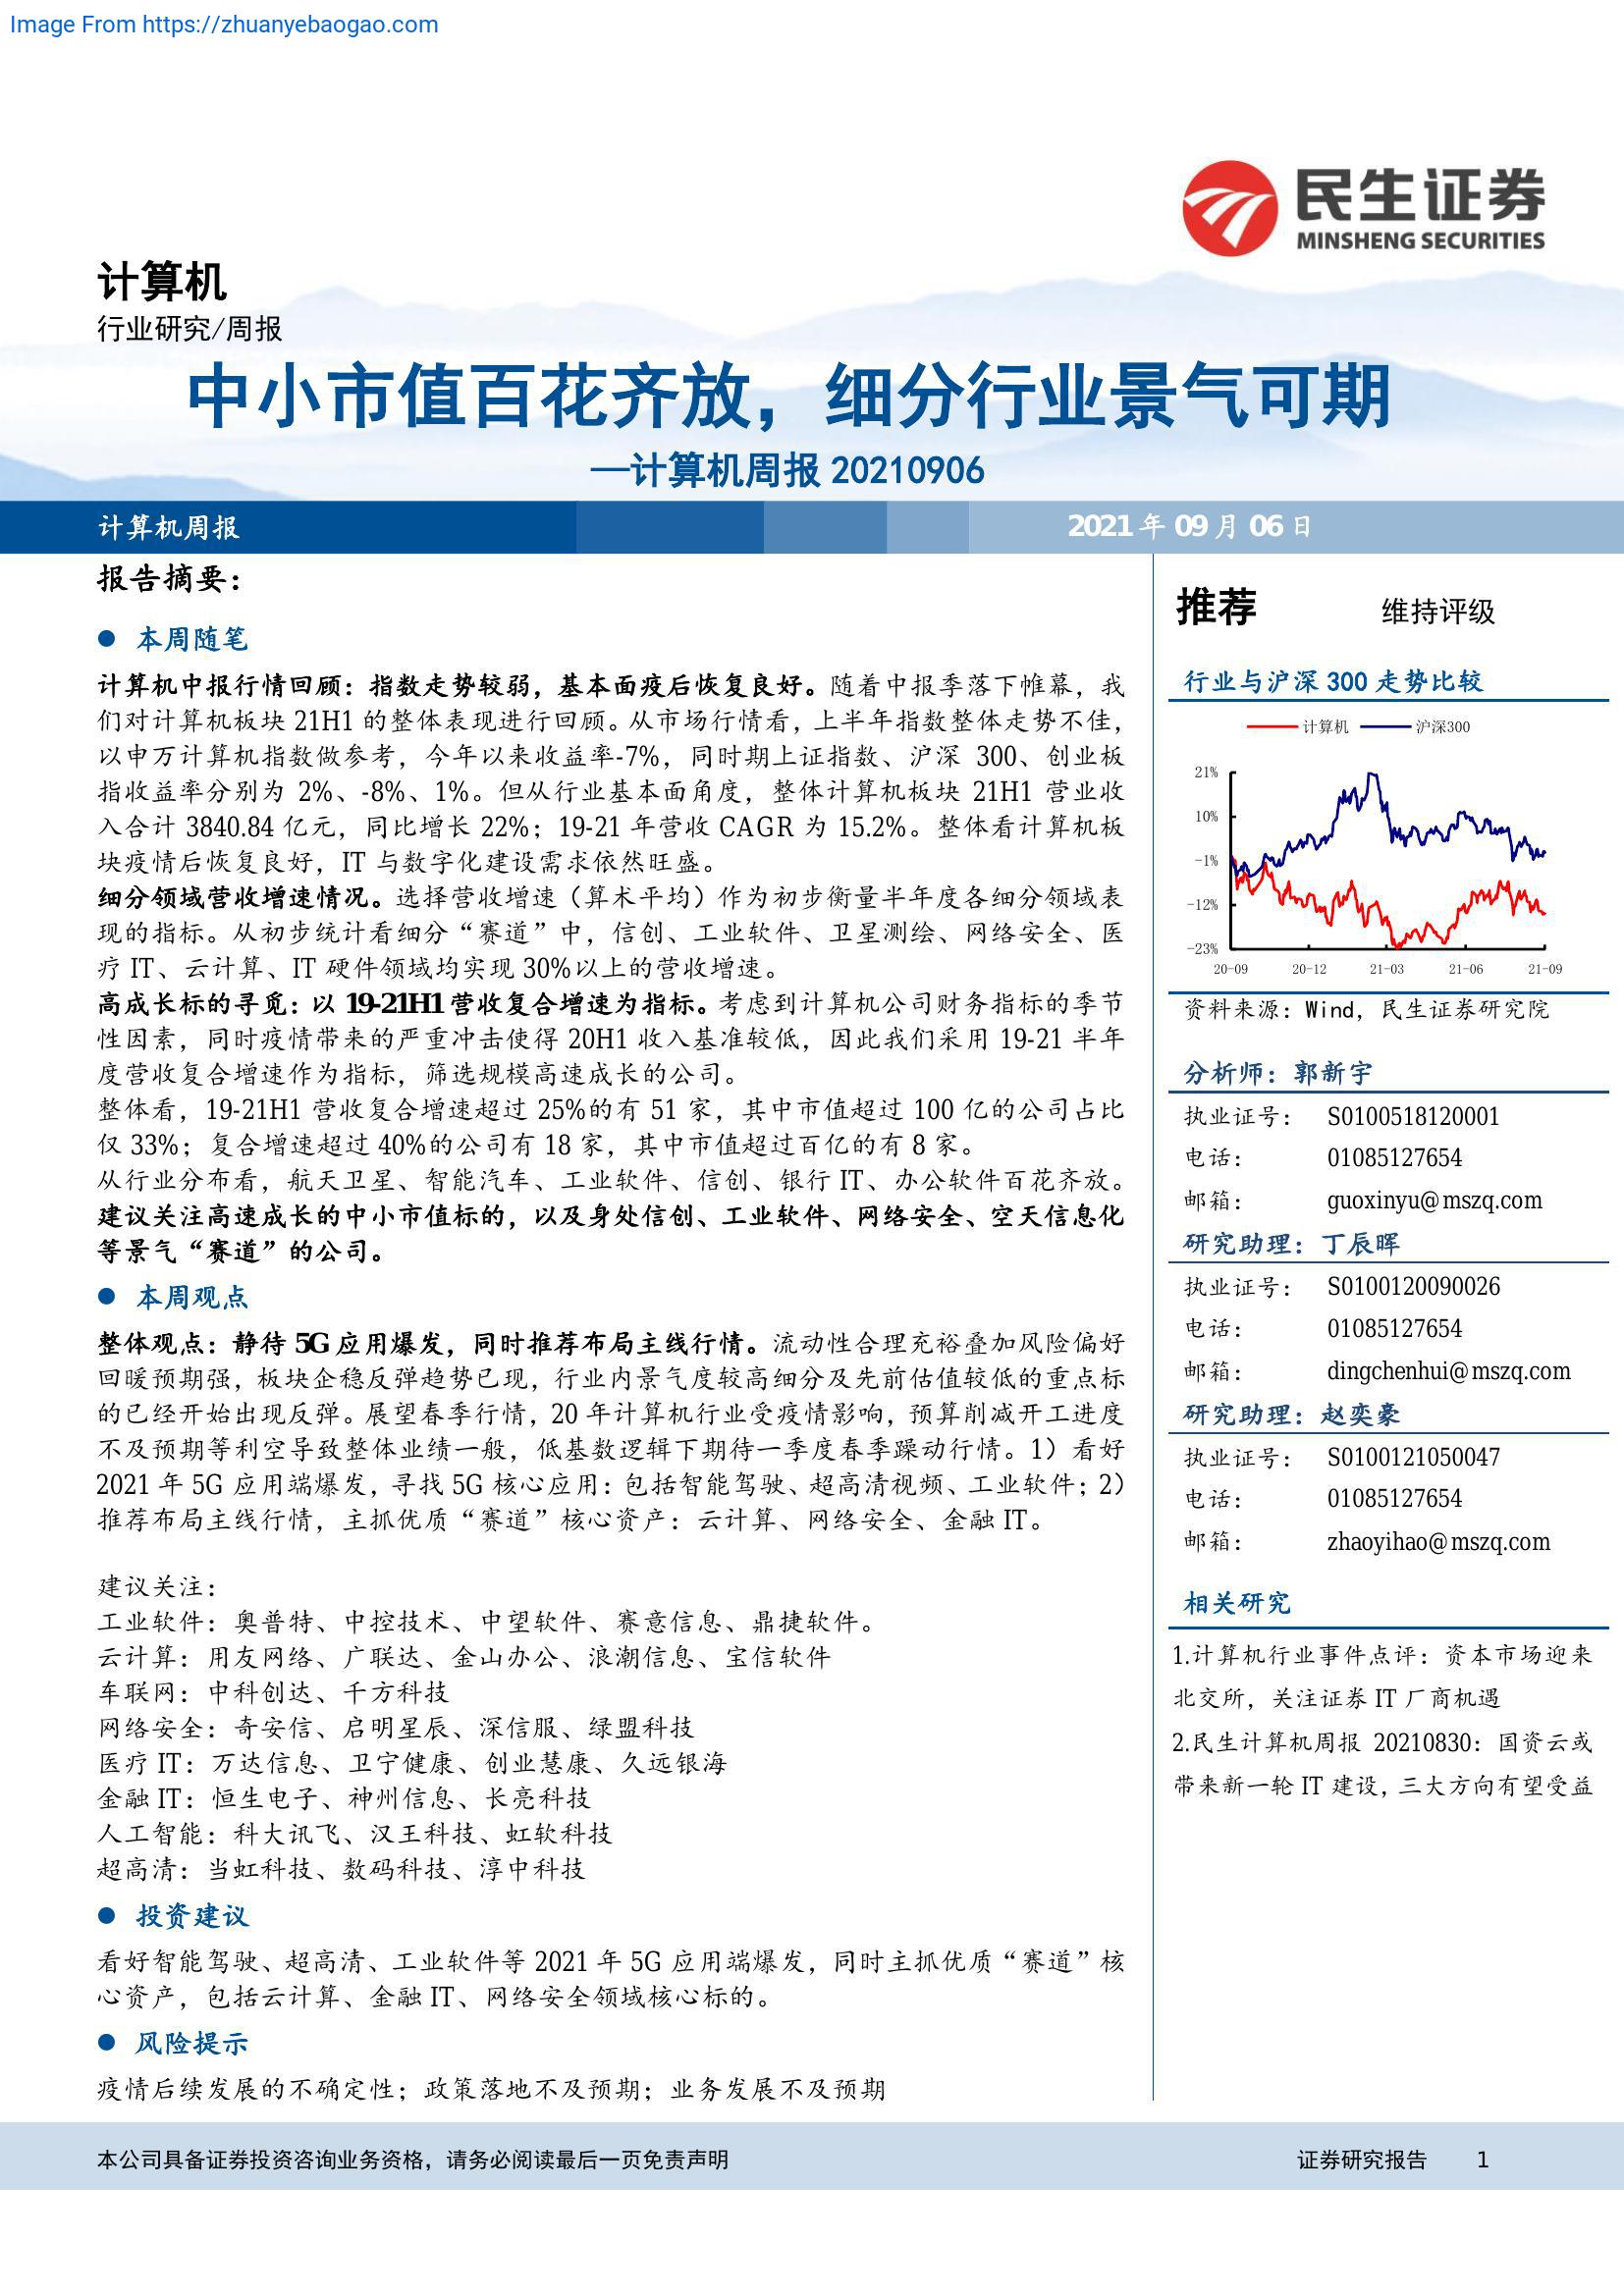 Image From https://zhuanyebaogao.com
民生证券
MINSHENG SECURITIES
计算机
行业研究/周报
中小市值百花齐放，细分行业景气可期
—计算机周报 20210906
计算机周报
2021 年 09 月 06 日
报告摘要：
● 本周随笔
计算机中报行情回顾：指数走势较弱，基本面疫后恢复良好。随着中报季落下帷幕，我
们对计算机板块 21H1 的整体表现进行回顾。从市场行情看，上半年指数整体走势不佳，
以申万计算机指数做参考，今年以来收益率-7%，同时期上证指数、沪深 300、创业板
指收益率分别为 2%、-8%、1%。但从行业基本面角度，整体计算机板块 21H1 营业收
入合计 3840.84 亿元，同比增长 22%；19-21 年营收 CAGR 为 15.2%。整体看计算机板
块疫情后恢复良好，IT 与数字化建设需求依然旺盛。
细分领域营收增速情况。选择营收增速（算术平均）作为初步衡量半年度各细分领域表
现的指标。从初步统计看细分“赛道”中，信创、工业软件、卫星测绘、网络安全、医
疗 IT、云计算、IT 硬件领域均实现 30%以上的营收增速。
高成长标的寻觅：以 19-21H1 营收复合增速为指标。考虑到计算机公司财务指标的季节
性因素，同时疫情带来的严重冲击使得 20H1 收入基准较低，因此我们采用 19-21 半年
度营收复合增速作为指标，筛选规模高速成长的公司。
整体看，19-21H1 营收复合增速超过 25%的有 51 家，其中市值超过 100 亿的公司占比
仅 33%；复合增速超过 40%的公司有 18 家，其中市值超过百亿的有 8 家。
从行业分布看，航天卫星、智能汽车、工业软件、信创、银行 IT、办公软件百花齐放。
建议关注高速成长的中小市值标的，以及身处信创、工业软件、网络安全、空天信息化
等景气“赛道”的公司。
● 本周观点
整体观点：静待 5G 应用爆发，同时推荐布局主线行情。流动性合理充裕叠加风险偏好
回暖预期强，板块企稳反弹趋势已现，行业内景气度较高细分及先前估值较低的重点标
的已经开始出现反弹。展望春季行情，20 年计算机行业受疫情影响，预算削减开工进度
不及预期等利空导致整体业绩一般，低基数逻辑下期待一季度春季躁动行情。1）看好
2021 年 5G 应用端爆发，寻找 5G 核心应用：包括智能驾驶、超高清视频、工业软件；2）
推荐布局主线行情，主抓优质“赛道”核心资产：云计算、网络安全、金融 IT。
建议关注：
工业软件：奥普特、中控技术、中望软件、赛意信息、鼎捷软件。
云计算：用友网络、广联达、金山办公、浪潮信息、宝信软件
车联网：中科创达、千方科技
网络安全：奇安信、启明星辰、深信服、绿盟科技
医疗 IT：万达信息、卫宁健康、创业慧康、久远银海
金融 IT：恒生电子、神州信息、长亮科技
人工智能：科大讯飞、汉王科技、虹软科技
超高清：当虹科技、数码科技、淳中科技
● 投资建议
看好智能驾驶、超高清、工业软件等 2021 年 5G 应用端爆发，同时主抓优质“赛道”核
心资产，包括云计算、金融 IT、网络安全领域核心标的。
● 风险提示
疫情后续发展的不确定性；政策落地不及预期；业务发展不及预期
推荐 维持评级
行业与沪深 300 走势比较
计算机 沪深300
21%
10%
-1%
-12%
-23%
20-09 20-12 21-03 21-06 21-09
资料来源：Wind，民生证券研究院
分析师：郭新宇
执业证号： S0100518120001
电话： 01085127654
邮箱： guoxinyu@mszq.com
研究助理：丁辰晖
执业证号： S0100120090026
电话： 01085127654
邮箱： dingchenhui@mszq.com
研究助理：赵奕豪
执业证号： S0100121050047
电话： 01085127654
邮箱： zhaoyihao@mszq.com
相关研究
1.计算机行业事件点评：资本市场迎来
北交所，关注证券 IT 厂商机遇
2.民生计算机周报 20210830：国资云或
带来新一轮 IT 建设，三大方向有望受益
本公司具备证券投资咨询业务资格，请务必阅读最后一页免责声明
证券研究报告 1